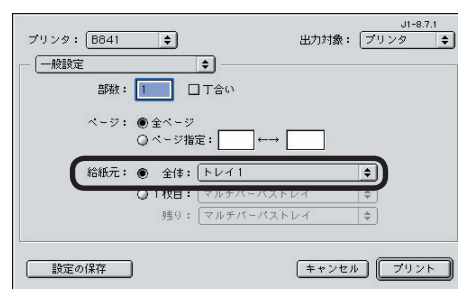 J1-8.7.1
プリンタ： B841 出力対象： プリンタ
一般設定
部数： 1 丁合い
ページ： 全ページ
ページ指定： ←→
給紙元： 全体： トレイ1
1枚目： マルチパーパストレイ
残り： マルチパーパストレイ
設定の保存 キャンセル プリント